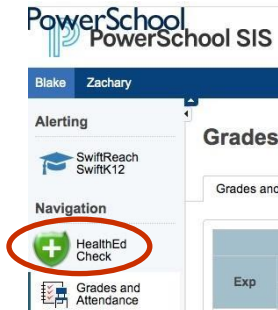 PowerSchool
PowerSchool SIS
Blake Zachary
Alerting
SwiftReach
SwiftK12
Navigation
HealthEd
Check
Grades and
Attendance
Grades
Grades and
Exp